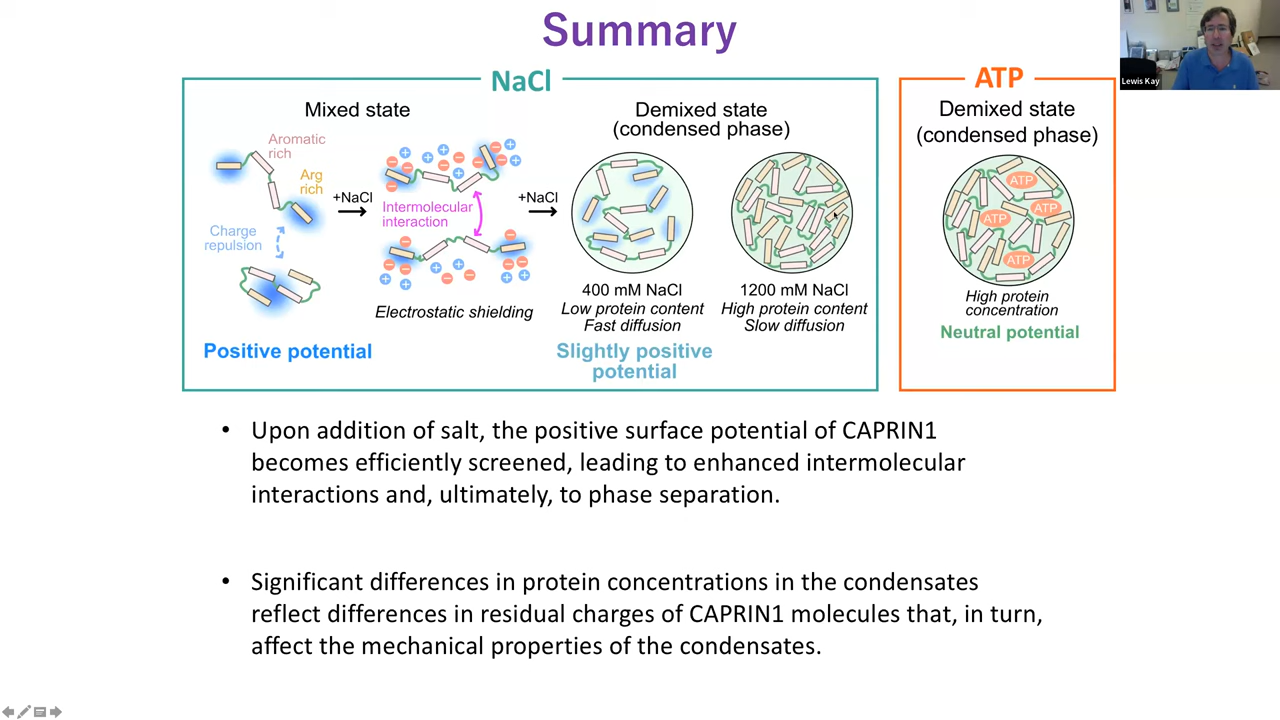 Summary
Lewis Kay
NaCl
Mixed state
Aromatic
rich
Arg
rich
Charge
repulsion
+NaCl
Intermolecular
interaction
Electrostatic shielding
Positive potential
+NaCl
Demixed state
(condensed phase)
400 mM NaCl
Low protein content
Fast diffusion
1200 mM NaCl
High protein content
Slow diffusion
Slightly positive
potential
ATP
Demixed state
(condensed phase)
ATP
ATP
ATP
ATP
High protein
concentration
Neutral potential
• Upon addition of salt, the positive surface potential of CAPRIN1
becomes efficiently screened, leading to enhanced intermolecular
interactions and, ultimately, to phase separation.
• Significant differences in protein concentrations in the condensates
reflect differences in residual charges of CAPRIN1 molecules that, in turn,
affect the mechanical properties of the condensates.